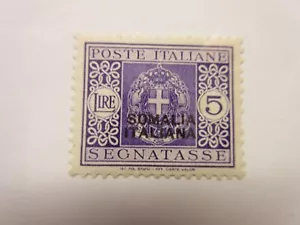 POSTE ITALIANE
LIRE 5
SOMALIA
ITALIANA
SEGNATASSE